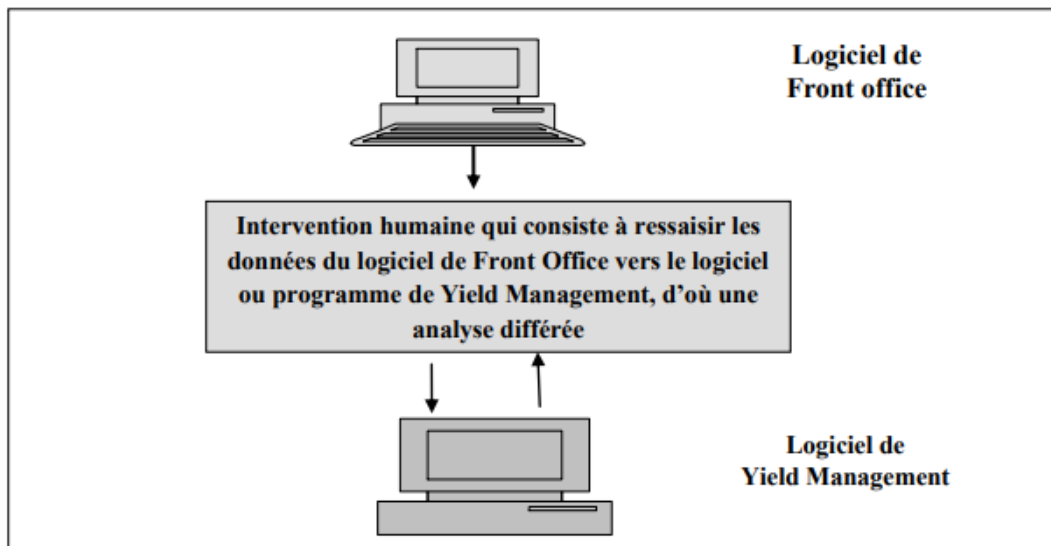 Logiciel de
Front office
Intervention humaine qui consiste à ressaisir les
données du logiciel de Front Office vers le logiciel
ou programme de Yield Management, d'où une
analyse différée
Logiciel de
Yield Management